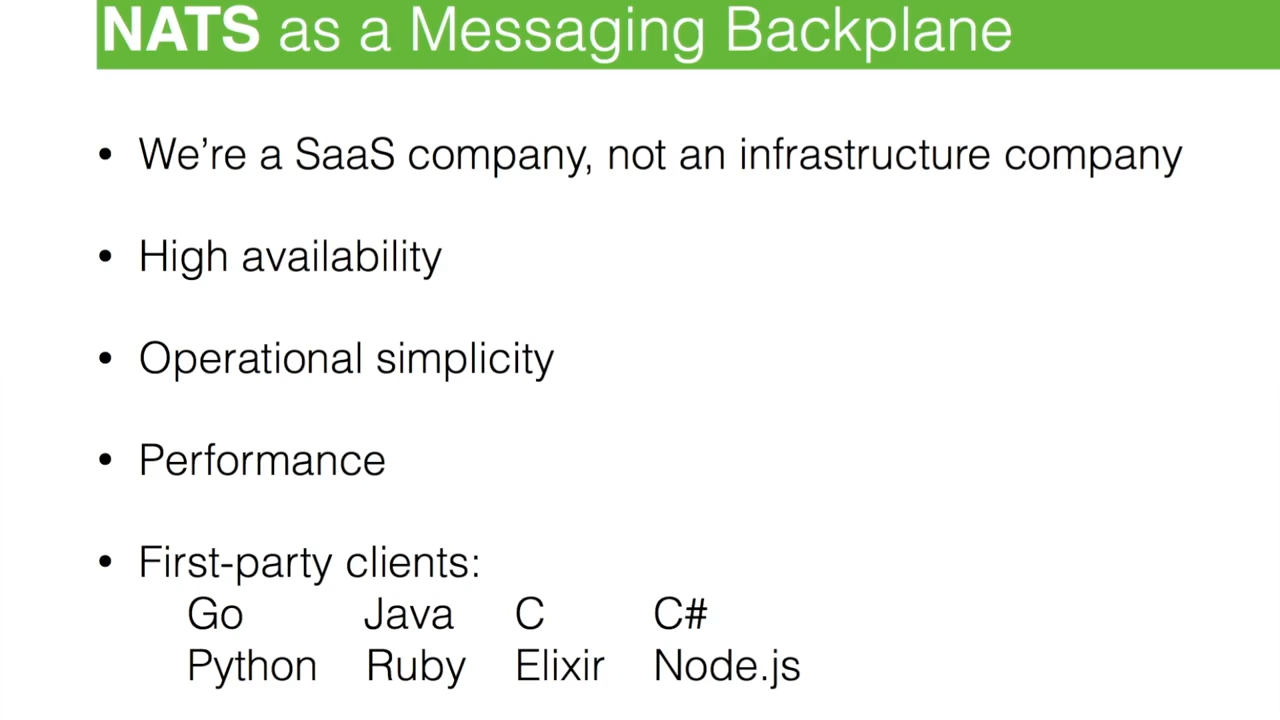 NATS as a Messaging Backplane
• We’re a SaaS company, not an infrastructure company
• High availability
• Operational simplicity
• Performance
• First-party clients:
Go Java C C#
Python Ruby Elixir Node.js